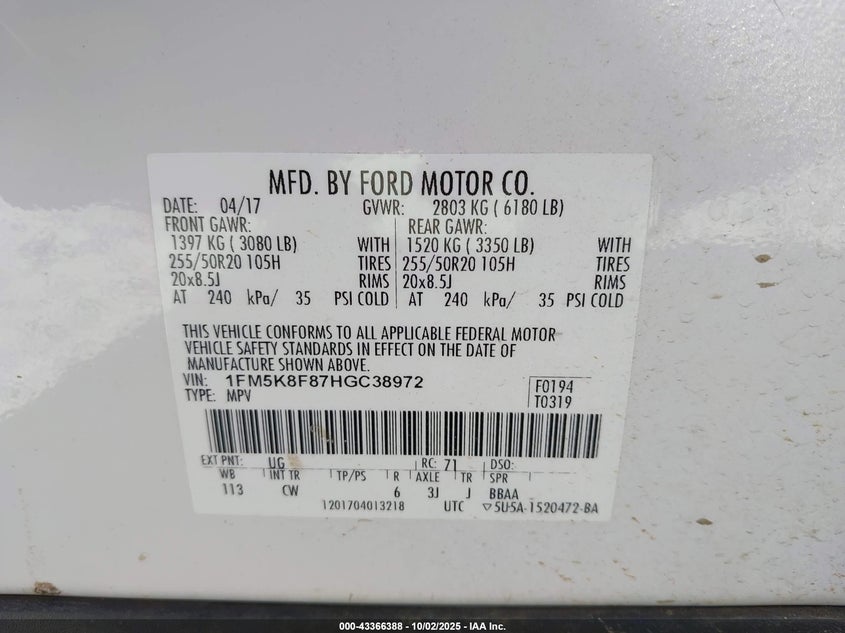 MFD. BY FORD MOTOR CO.
DATE: 04/17 GVWR: 2803 KG ( 6180 LB)
FRONT GAWR: REAR GAWR:
1397 KG ( 3080 LB) WITH 1520 KG ( 3350 LB) WITH
255/50R20 105H TIRES 255/50R20 105H TIRES
20x8.5J RIMS 20x8.5J RIMS
AT 240 kPa/ 35 PSI COLD AT 240 kPa/ 35 PSI COLD
THIS VEHICLE CONFORMS TO ALL APPLICABLE FEDERAL MOTOR
VEHICLE SAFETY STANDARDS IN EFFECT ON THE DATE OF
MANUFACTURE SHOWN ABOVE.
VIN: 1FM5K8F87HGC38972 F0194
TYPE: MPV T0319
EXT PNT: UG RC: 71 DSO:
WB INT TR TP/PS R AXLE TR SPR
113 CW 6 3J J BBAA
1201704013218 UTC ▽5U5A-1520472-BA
000-43366388 - 10/02/2025 - IAA Inc.